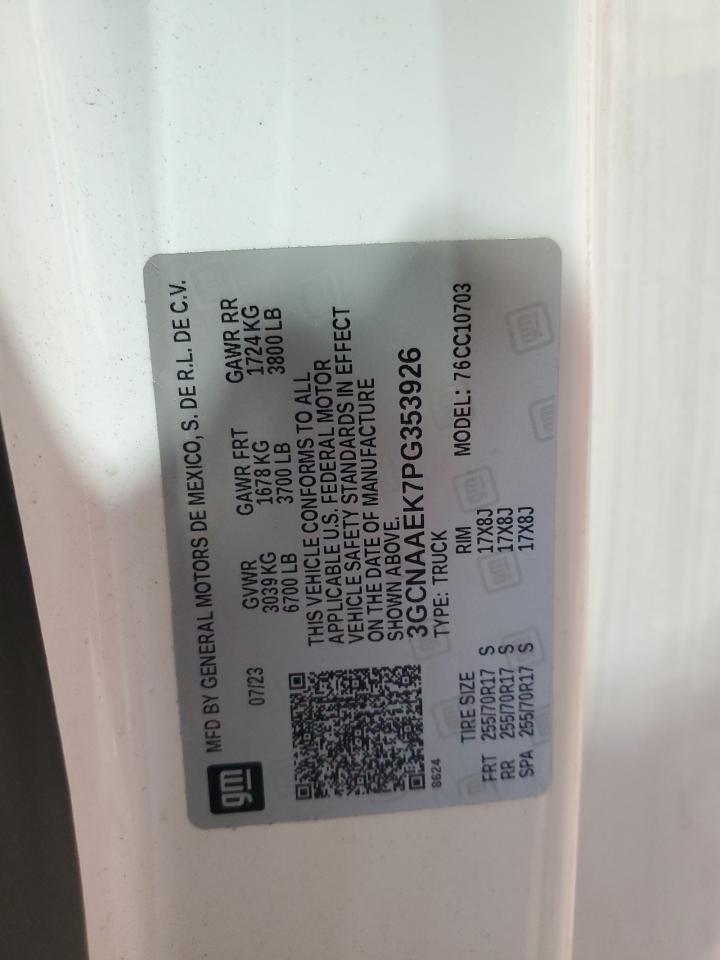 gm
MFD BY GENERAL MOTORS DE MEXICO, S. DE R.L. DE C.V.
07/23
GVWR GAWR FRT GAWR RR
3039 KG 1678 KG 1724 KG
6700 LB 3700 LB 3800 LB
THIS VEHICLE CONFORMS TO ALL
APPLICABLE U.S. FEDERAL MOTOR
VEHICLE SAFETY STANDARDS IN EFFECT
ON THE DATE OF MANUFACTURE
SHOWN ABOVE.
3GCNAAEK7PG353926
8624
TYPE: TRUCK MODEL: 76CC10703
TIRE SIZE RIM
FRT 255/70R17 S 17X8J
RR 255/70R17 S 17X8J
SPA 255/70R17 S 17X8J